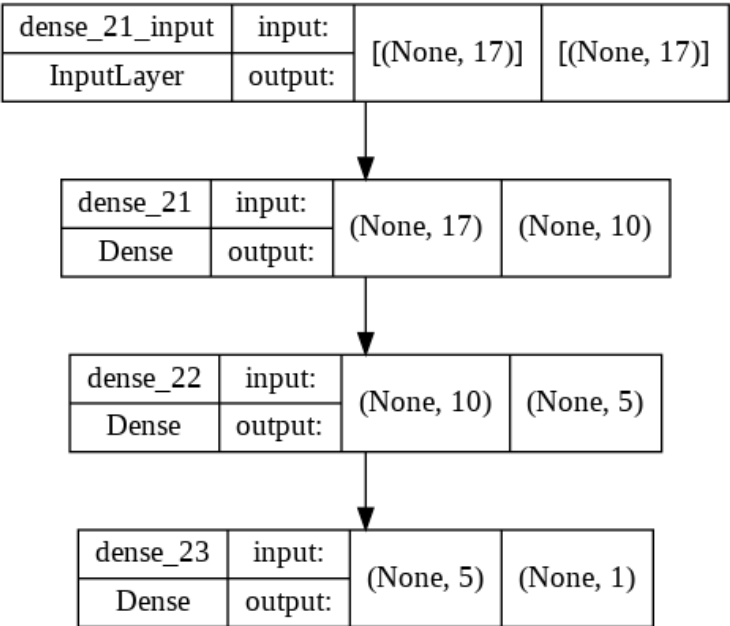 dense_21_input input: [(None, 17)] [(None, 17)]
InputLayer output:
dense_21 input: (None, 17) (None, 10)
Dense output:
dense_22 input: (None, 10) (None, 5)
Dense output:
dense_23 input: (None, 5) (None, 1)
Dense output: